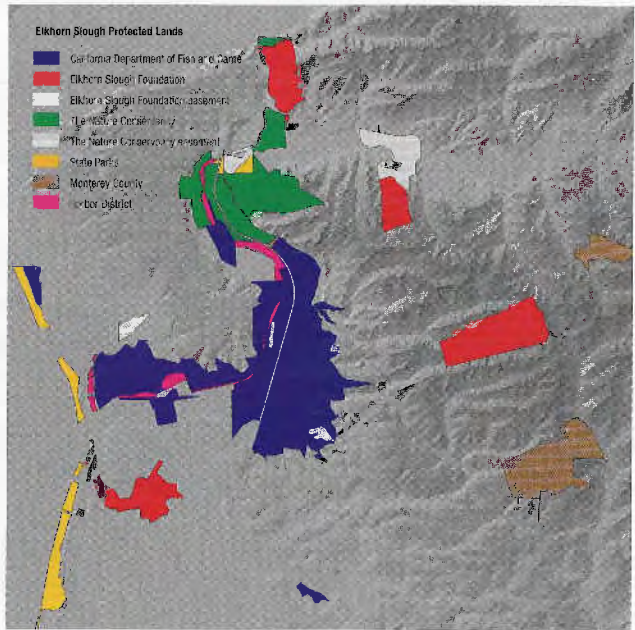 Elkhorn Slough Protected Lands
California Department of Fish and Game
Elkhorn Slough Foundation
Elkhorn Slough Foundation easement
The Nature Conservancy
The Nature Conservancy easement
State Parks
Monterey County
District